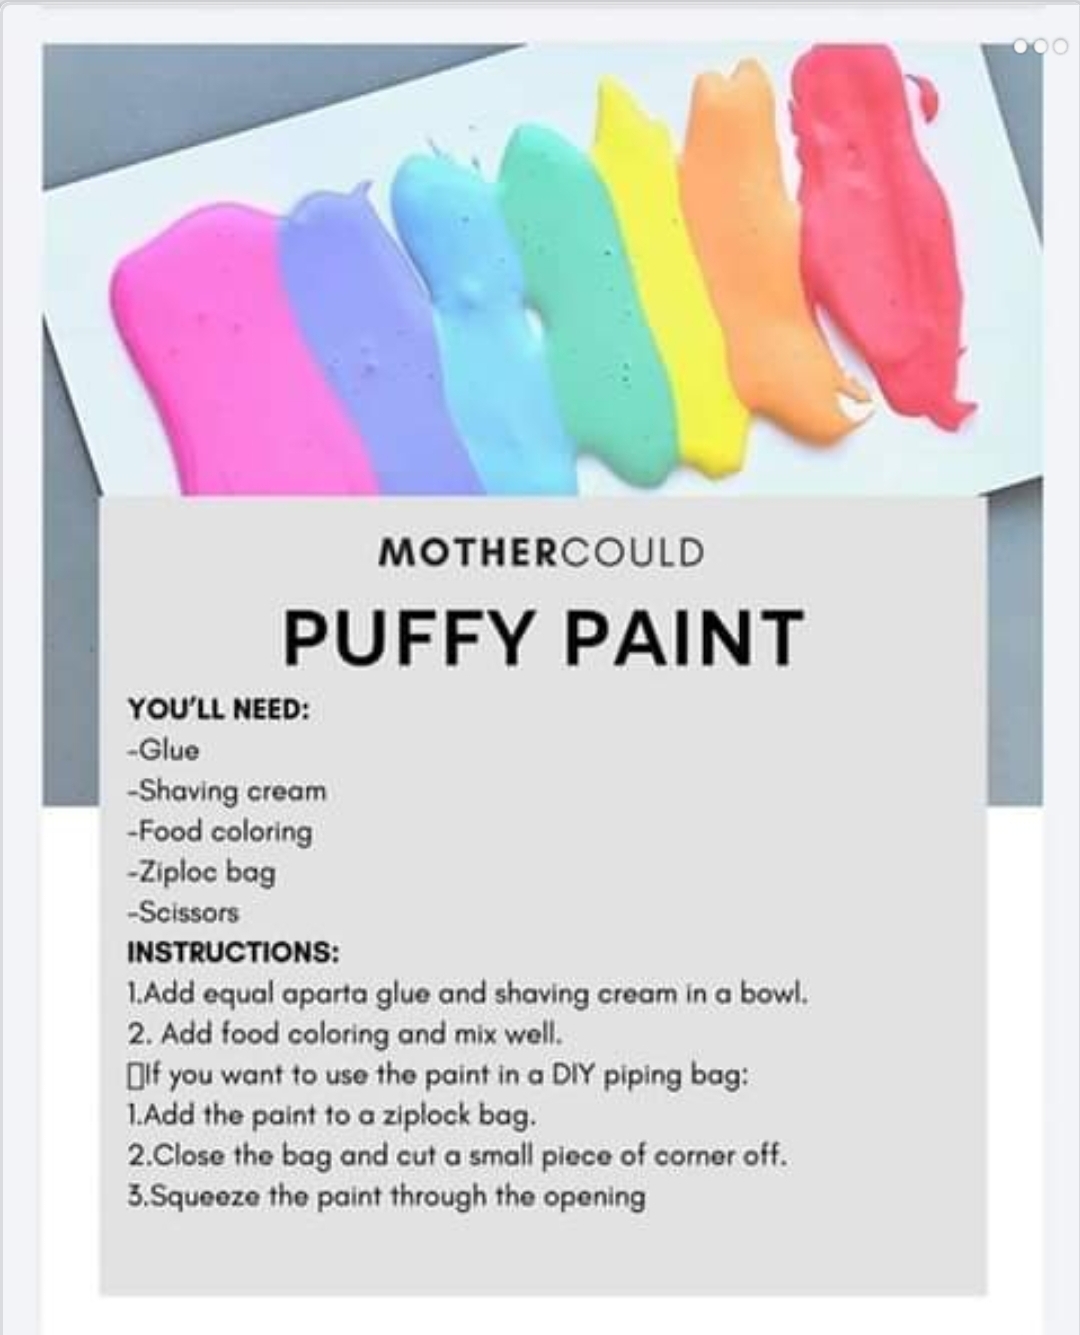 MOTHERCOULD
PUFFY PAINT
YOU'LL NEED:
-Glue
-Shaving cream
-Food coloring
-Ziploc bag
-Scissors
INSTRUCTIONS:
1.Add equal aparta glue and shaving cream in a bowl.
2. Add food coloring and mix well.
▯If you want to use the paint in a DIY piping bag:
1.Add the paint to a ziplock bag.
2.Close the bag and cut a small piece of corner off.
3.Squeeze the paint through the opening